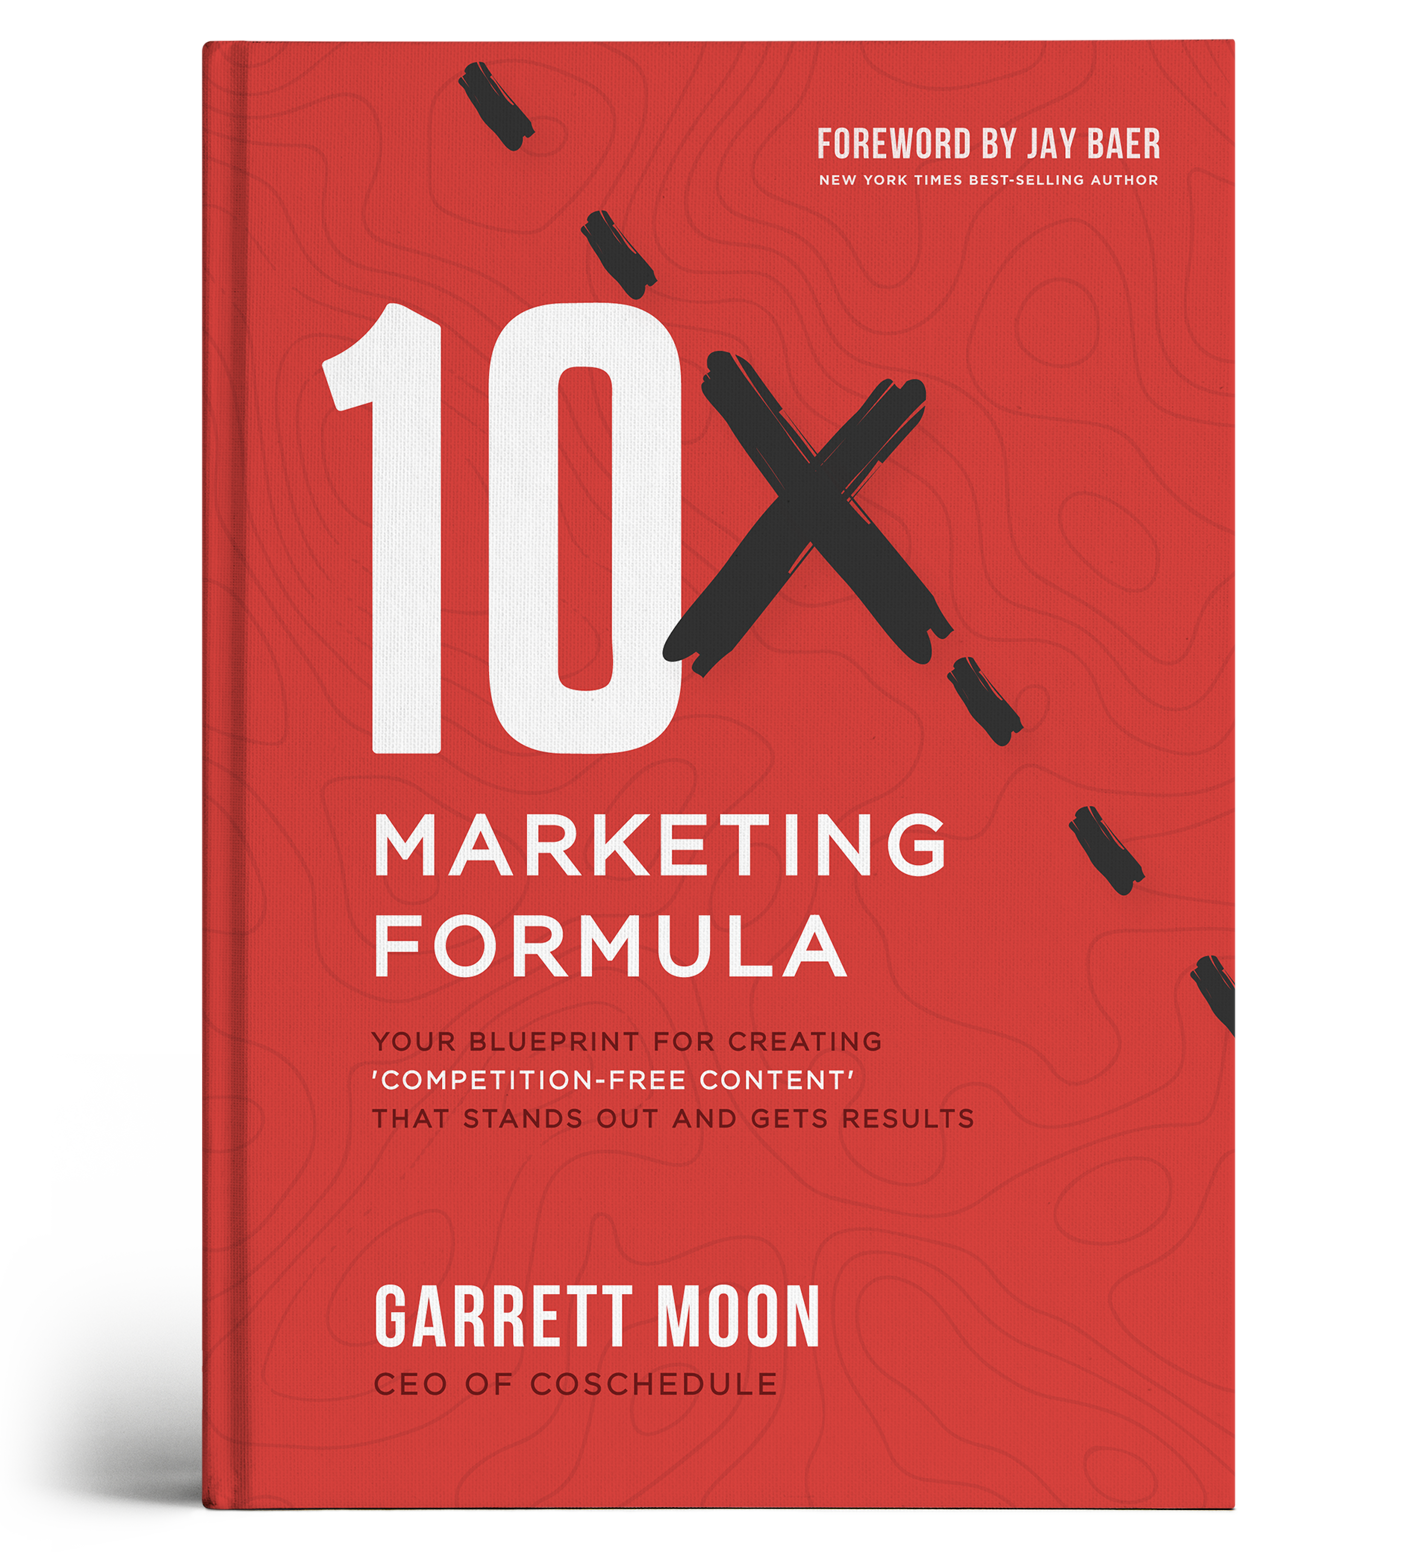 FOREWORD BY JAY BAER
NEW YORK TIMES BEST-SELLING AUTHOR
10X
MARKETING
FORMULA
YOUR BLUEPRINT FOR CREATING
'COMPETITION-FREE CONTENT'
THAT STANDS OUT AND GETS RESULTS
GARRETT MOON
CEO OF COSCHEDULE